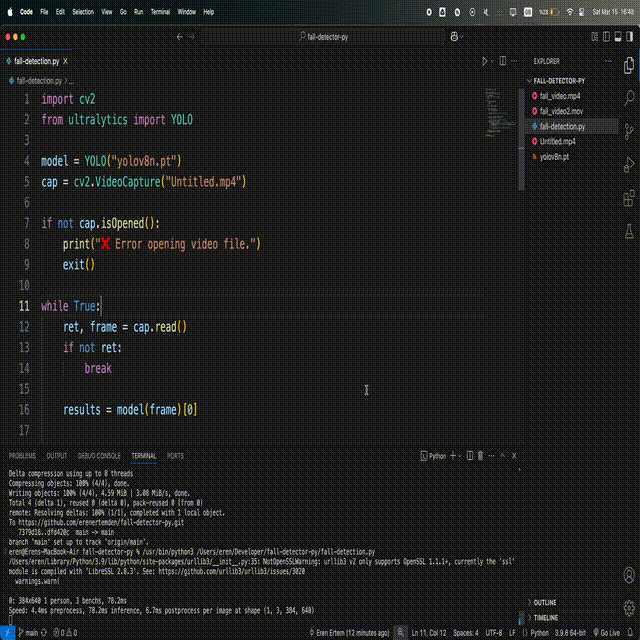 Code File Edit Selection View Go Run Terminal Window Help
Sat Mar 15 16:48
fall-detector-py
fall-detection.py X
fall-detection.py > ...
1 import cv2
2 from ultralytics import YOLO
3
4 model = YOLO("yolov8n.pt")
5 cap = cv2.VideoCapture("Untitled.mp4")
6
7 if not cap.isOpened():
8 print("❌ Error opening video file.")
9 exit()
10
11 while True:
12 ret, frame = cap.read()
13 if not ret:
14 break
15
16 results = model(frame)[0]
17
EXPLORER
FALL-DETECTOR-PY
fall_video.mp4
fall_video2.mov
fall-detection.py
Untitled.mp4
yolov8n.pt
OUTLINE
TIMELINE
PROBLEMS OUTPUT DEBUG CONSOLE TERMINAL PORTS
Python
Delta compression using up to 8 threads
Compressing objects: 100% (4/4), done.
Writing objects: 100% (4/4), 4.59 MiB | 3.08 MiB/s, done.
Total 4 (delta 1), reused 0 (delta 0), pack-reused 0 (from 0)
remote: Resolving deltas: 100% (1/1), completed with 1 local object.
To https://github.com/erenertemden/fall-detector-py.git
7379d16..dfd420c main -> main
branch 'main' set up to track 'origin/main'.
eren@Erens-MacBook-Air fall-detector-py % /usr/bin/python3 /Users/eren/Developer/fall-detector-py/fall-detection.py
/Users/eren/Library/Python/3.9/lib/python/site-packages/urllib3/__init__.py:35: NotOpenSSLWarning: urllib3 v2 only supports OpenSSL 1.1.1+, currently the 'ssl'
module is compiled with 'LibreSSL 2.8.3'. See: https://github.com/urllib3/urllib3/issues/3020
warnings.warn(
0: 384x640 1 person, 3 benchs, 78.2ms
Speed: 4.4ms preprocess, 78.2ms inference, 6.7ms postprocess per image at shape (1, 3, 384, 640)
main 0 0 Eren Ertem (12 minutes ago) Ln 11, Col 12 Spaces: 4 UTF-8 LF Python 3.9.6 64-bit Go Live